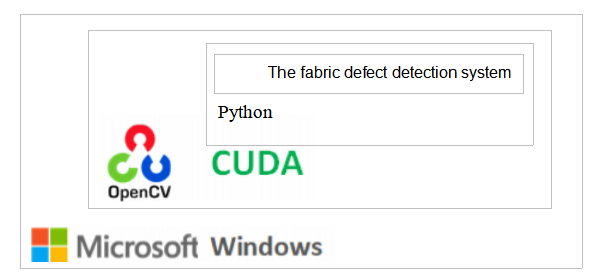 The fabric defect detection system
Python
CUDA
OpenCV
Microsoft Windows